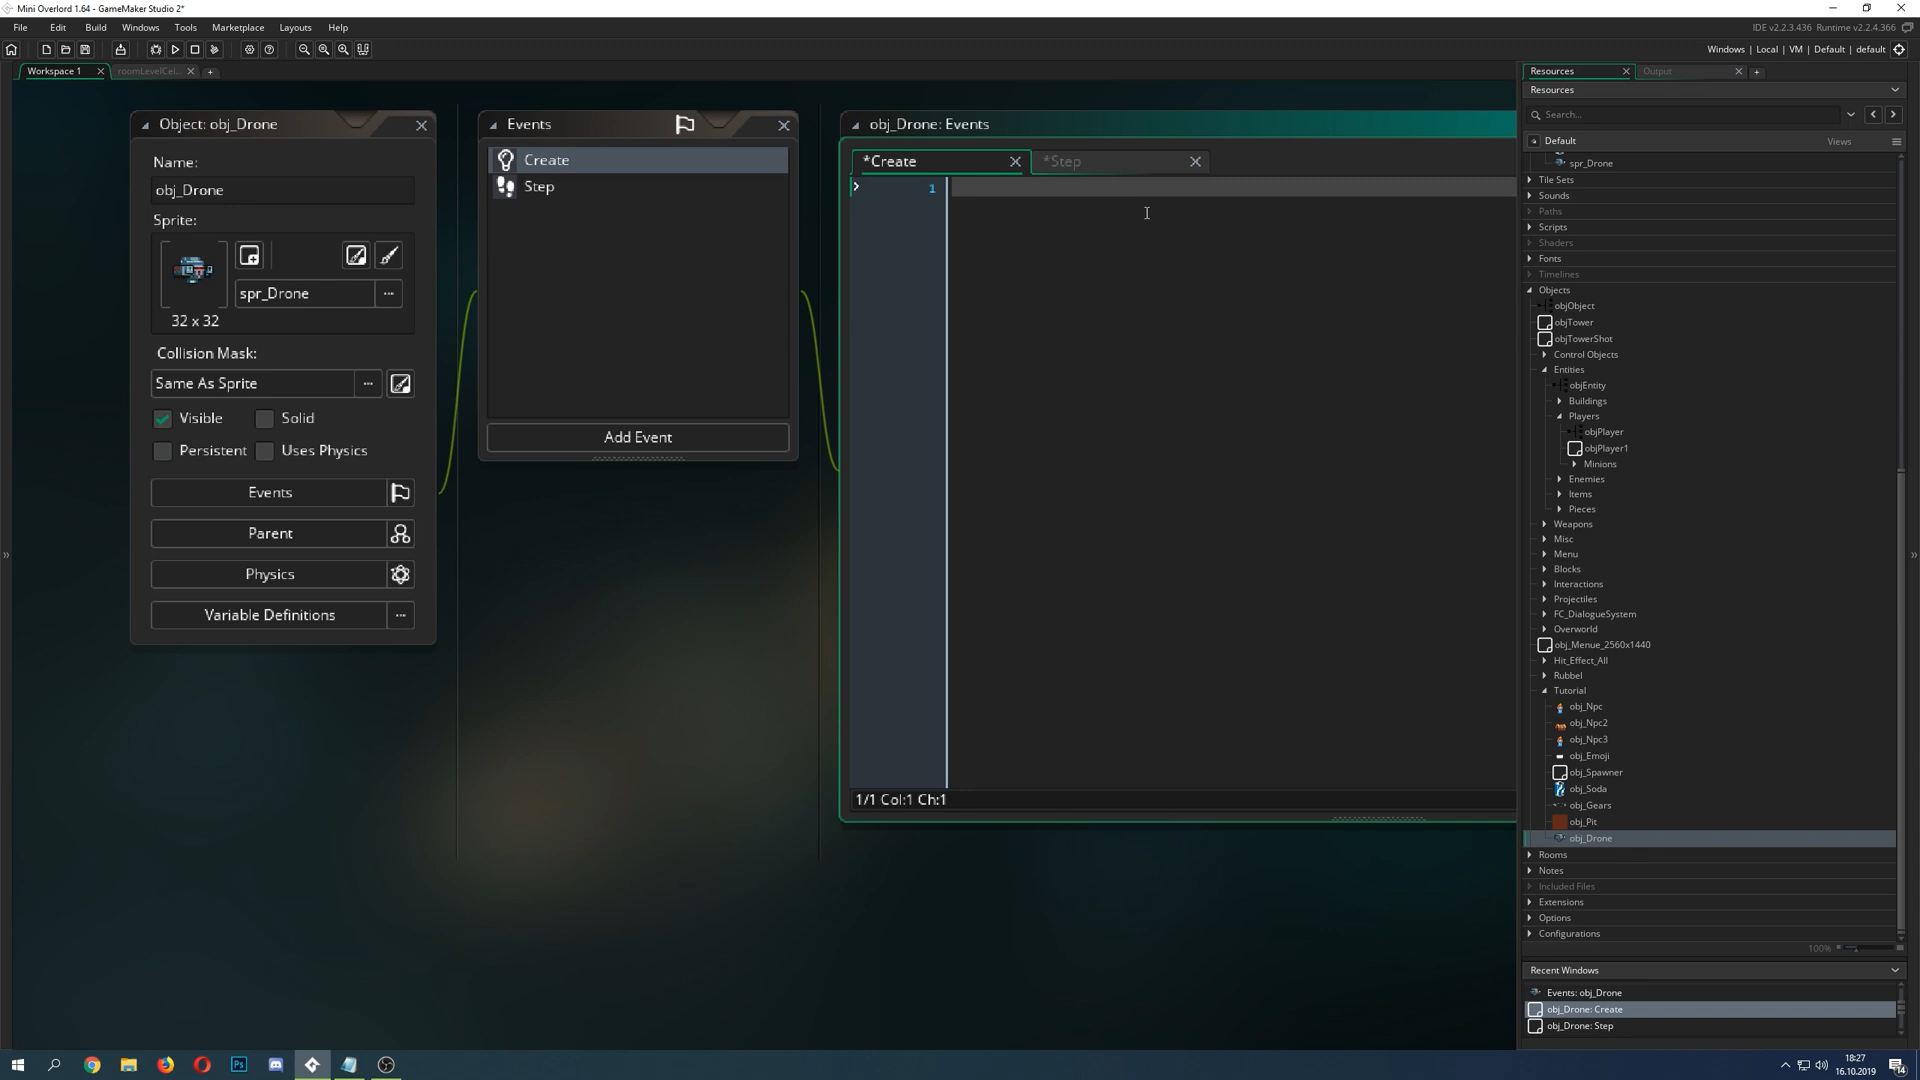 Mini Overlord 1.64 - GameMaker Studio 2*
File Edit Build Windows Tools Marketplace Layouts Help
IDE v2.2.3.436 Runtime v2.2.4.366
Windows | Local | VM | Default | default
Workspace 1
roomLevelCel...
Resources
Output
Resources
Search...
Default
Views
spr_Drone
Tile Sets
Sounds
Paths
Scripts
Shaders
Fonts
Timelines
Objects
objObject
objTower
objTowerShot
Control Objects
Entities
objEntity
Buildings
Players
objPlayer
objPlayer1
Minions
Enemies
Items
Pieces
Weapons
Misc
Menu
Blocks
Interactions
Projectiles
FC_DialogueSystem
Overworld
obj_Menue_2560x1440
Hit_Effect_All
Rubbel
Tutorial
obj_Npc
obj_Npc2
obj_Npc3
obj_Emoji
obj_Spawner
obj_Soda
obj_Gears
obj_Pit
obj_Drone
Rooms
Notes
Included Files
Extensions
Options
Configurations
100%
Recent Windows
Events: obj_Drone
obj_Drone: Create
obj_Drone: Step
Object: obj_Drone
Name:
obj_Drone
Sprite:
spr_Drone
32 x 32
Collision Mask:
Same As Sprite
Visible Solid
Persistent Uses Physics
Events
Parent
Physics
Variable Definitions
Events
Create
Step
Add Event
obj_Drone: Events
*Create
*Step
1
1/1 Col:1 Ch:1
18:27
16.10.2019
14